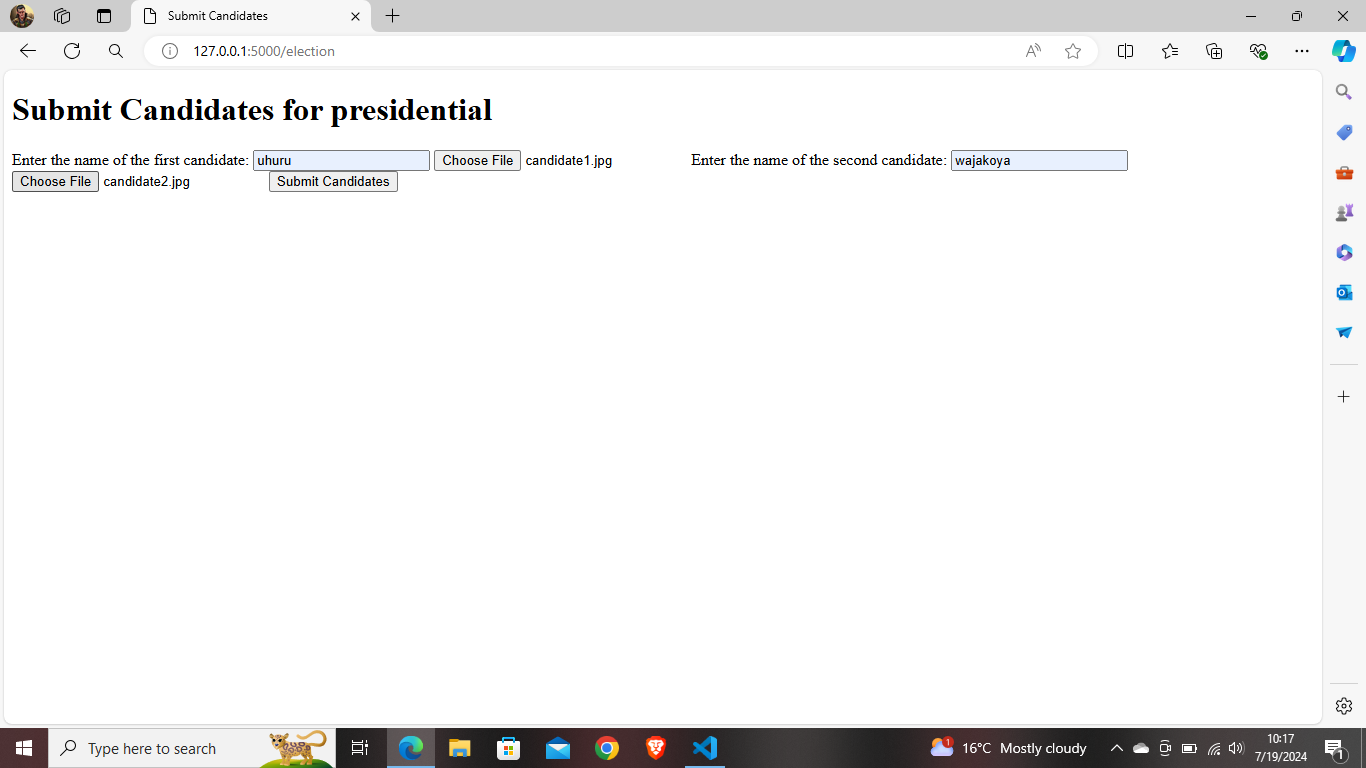 Submit Candidates
127.0.0.1:5000/election
Submit Candidates for presidential
Enter the name of the first candidate: uhuru Choose File candidate1.jpg Enter the name of the second candidate: wajakoya
Choose File candidate2.jpg Submit Candidates
Type here to search
1
16°C Mostly cloudy
10:17
7/19/2024
1